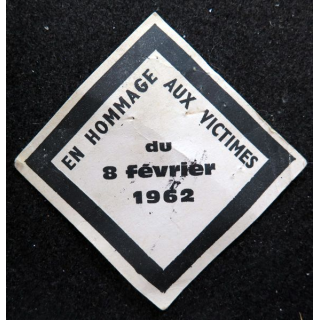 EN HOMMAGE AUX VICTIMES
du
8 février
1962